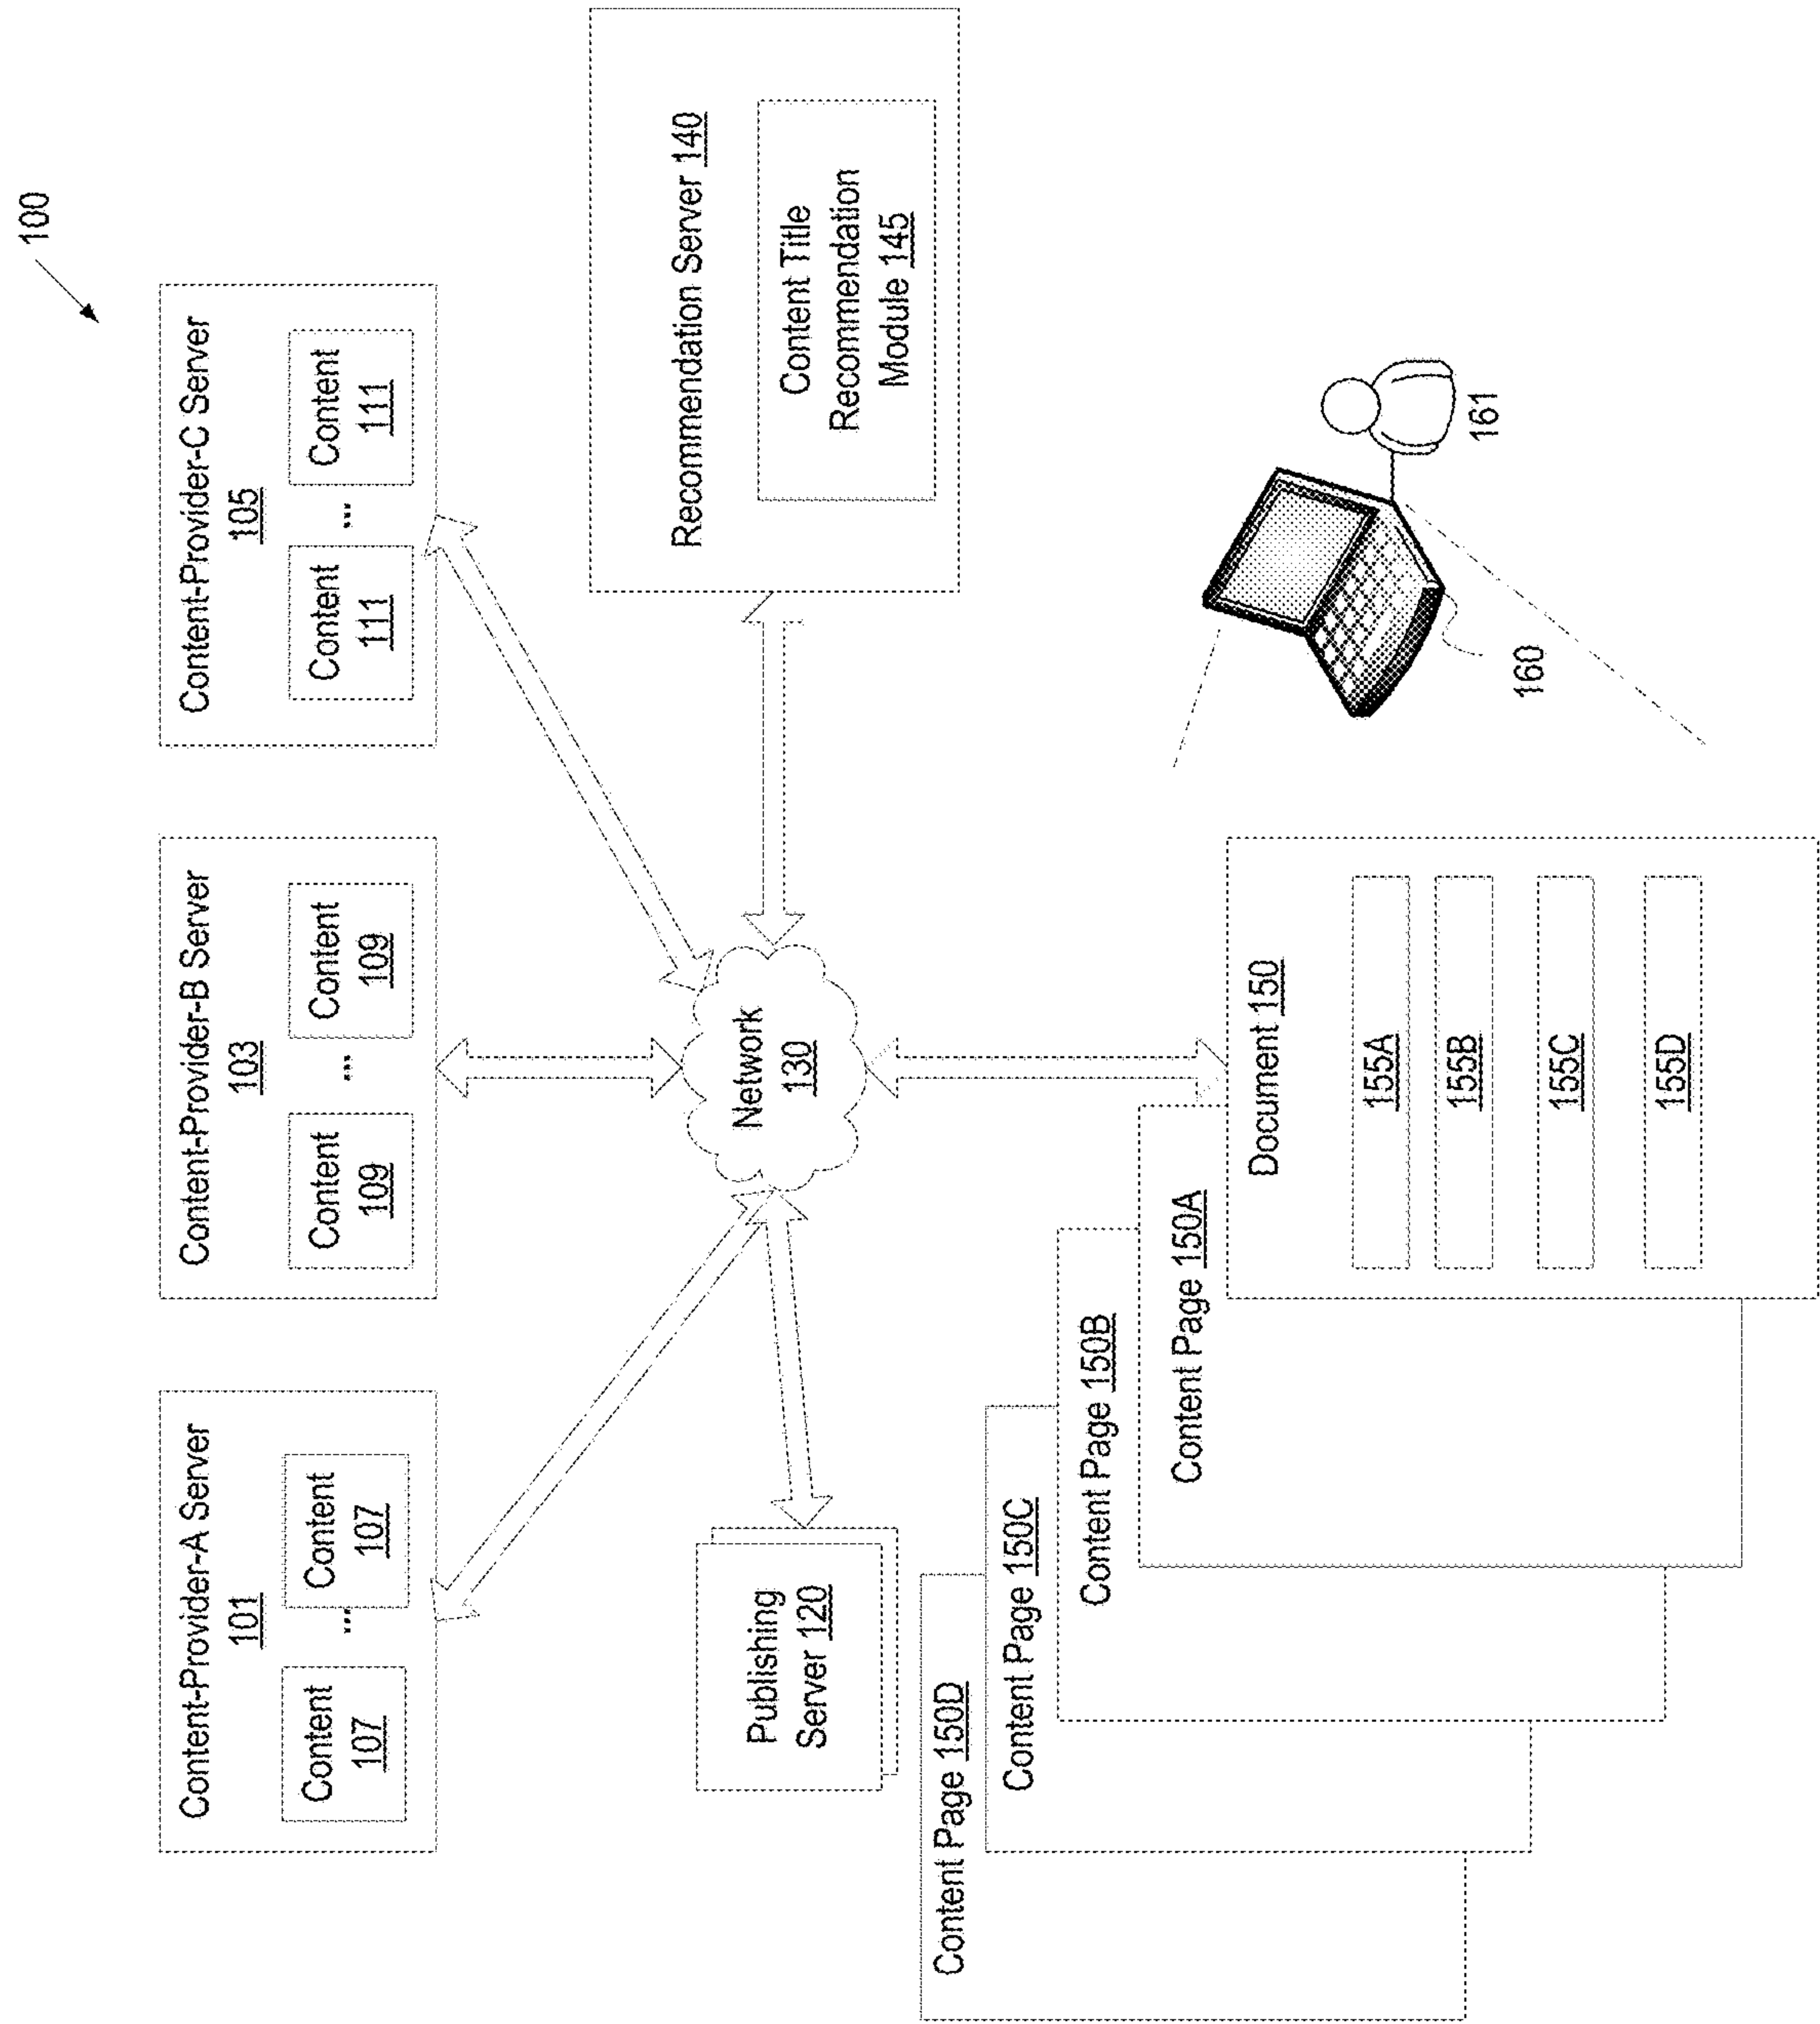 100
Content-Provider-A Server
101
Content
107
...
Content
107
Content-Provider-B Server
103
Content
109
...
Content
109
Content-Provider-C Server
105
Content
111
...
Content
111
Publishing
Server 120
Network
130
Recommendation Server 140
Content Title
Recommendation
Module 145
Content Page 150D
Content Page 150C
Content Page 150B
Content Page 150A
Document 150
155A
155B
155C
155D
160
161